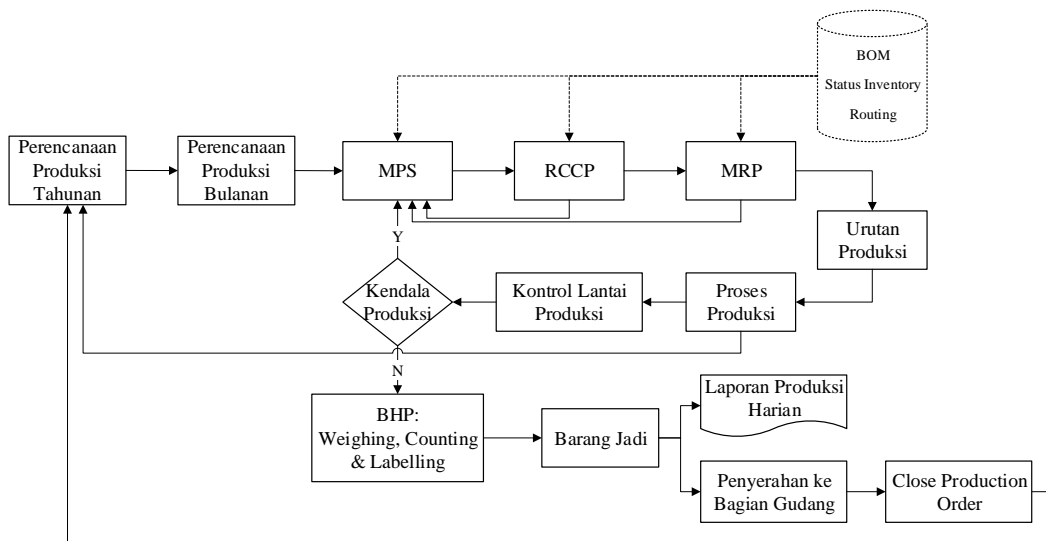 BOM
Status Inventory
Routing
Perencanaan
Produksi
Tahunan
Perencanaan
Produksi
Bulanan
MPS
RCCP
MRP
Urutan
Produksi
Y
Kendala
Produksi
Kontrol Lantai
Produksi
Proses
Produksi
N
BHP:
Weighing, Counting
& Labelling
Barang Jadi
Laporan Produksi
Harian
Penyerahan ke
Bagian Gudang
Close Production
Order